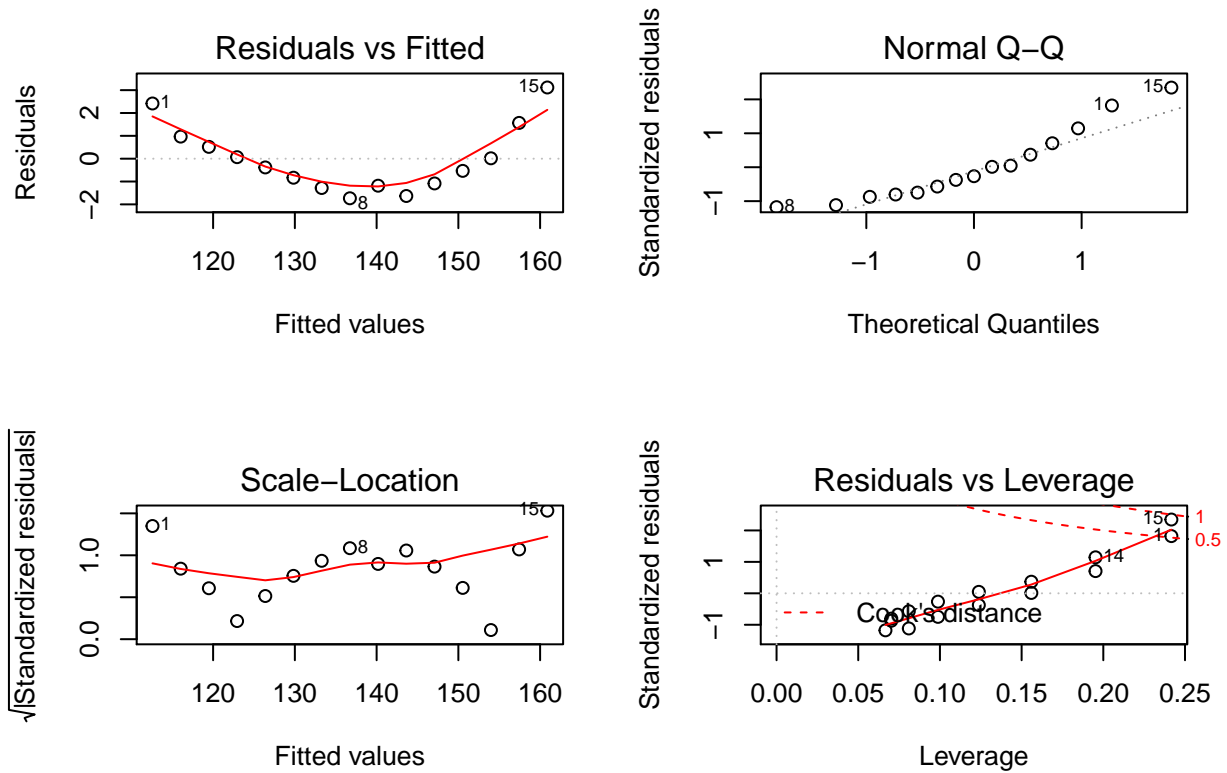 Residuals vs Fitted
Residuals
2
0
−2
1
8
15
120 130 140 150 160
Fitted values
Normal Q−Q
Standardized residuals
1
−1
8
1
15
−1 0 1
Theoretical Quantiles
Scale−Location
√|Standardized residuals|
1.0
0.0
1
8
15
120 130 140 150 160
Fitted values
Residuals vs Leverage
Standardized residuals
1
−1
15
1
14
1
0.5
Cook's distance
0.00 0.05 0.10 0.15 0.20 0.25
Leverage